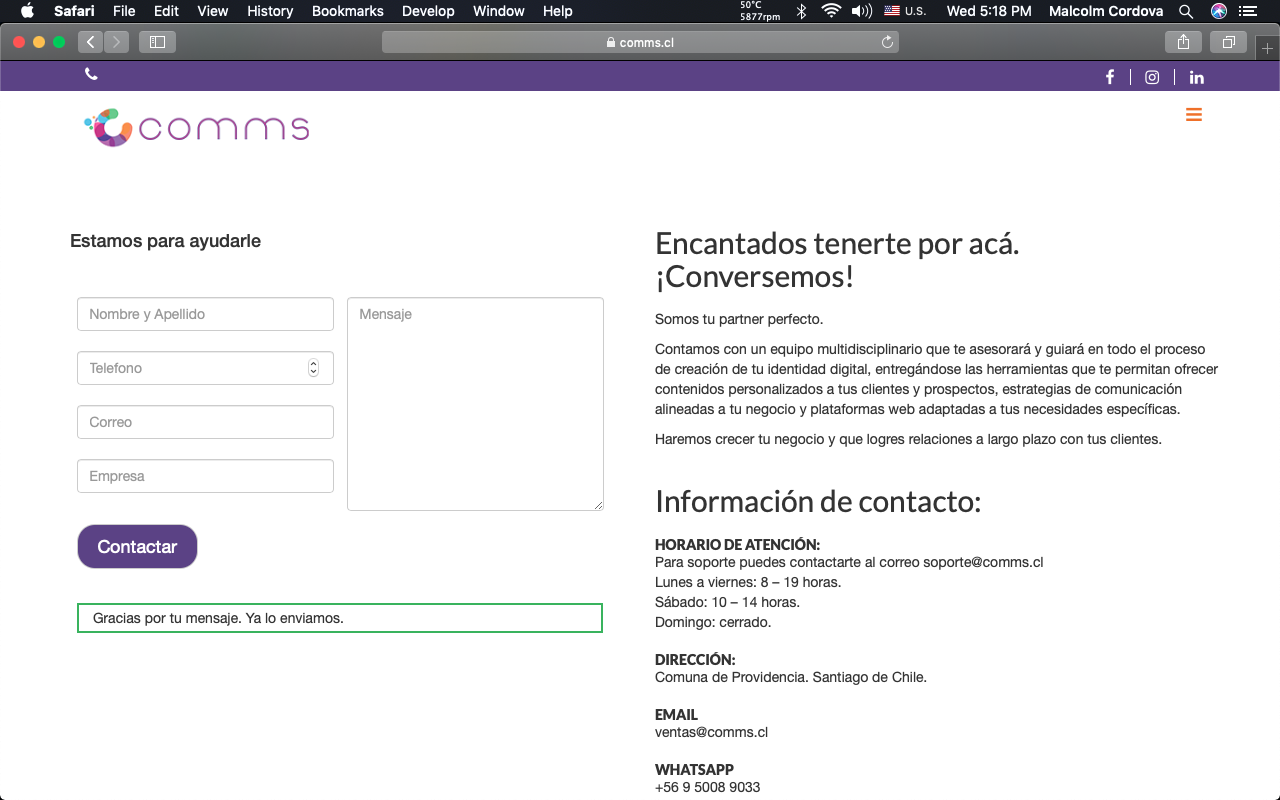 Safari File Edit View History Bookmarks Develop Window Help 50°C 5877rpm U.S. Wed 5:18 PM Malcolm Cordova
comms.cl
comms
Estamos para ayudarle
Nombre y Apellido
Telefono
Correo
Empresa
Mensaje
Contactar
Gracias por tu mensaje. Ya lo enviamos.
Encantados tenerte por acá.
¡Conversemos!
Somos tu partner perfecto.
Contamos con un equipo multidisciplinario que te asesorará y guiará en todo el proceso
de creación de tu identidad digital, entregándose las herramientas que te permitan ofrecer
contenidos personalizados a tus clientes y prospectos, estrategias de comunicación
alineadas a tu negocio y plataformas web adaptadas a tus necesidades específicas.
Haremos crecer tu negocio y que logres relaciones a largo plazo con tus clientes.
Información de contacto:
HORARIO DE ATENCIÓN:
Para soporte puedes contactarte al correo soporte@comms.cl
Lunes a viernes: 8 – 19 horas.
Sábado: 10 – 14 horas.
Domingo: cerrado.
DIRECCIÓN:
Comuna de Providencia. Santiago de Chile.
EMAIL
ventas@comms.cl
WHATSAPP
+56 9 5008 9033